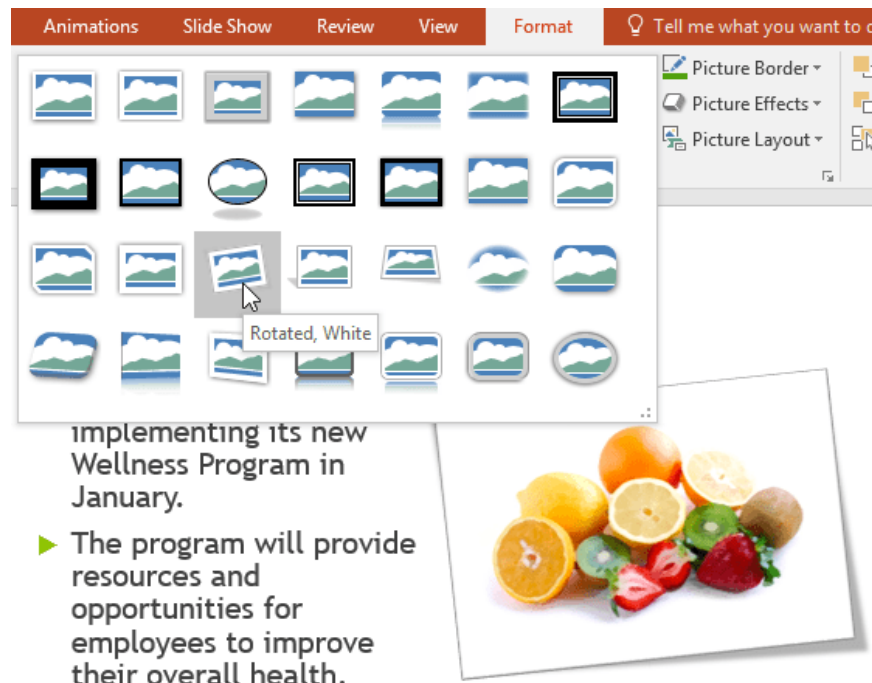 Animations Slide Show Review View Format Tell me what you want to
Picture Border
Picture Effects
Picture Layout
Rotated, White
implementing its new
Wellness Program in
January.
The program will provide
resources and
opportunities for
employees to improve
their overall health.